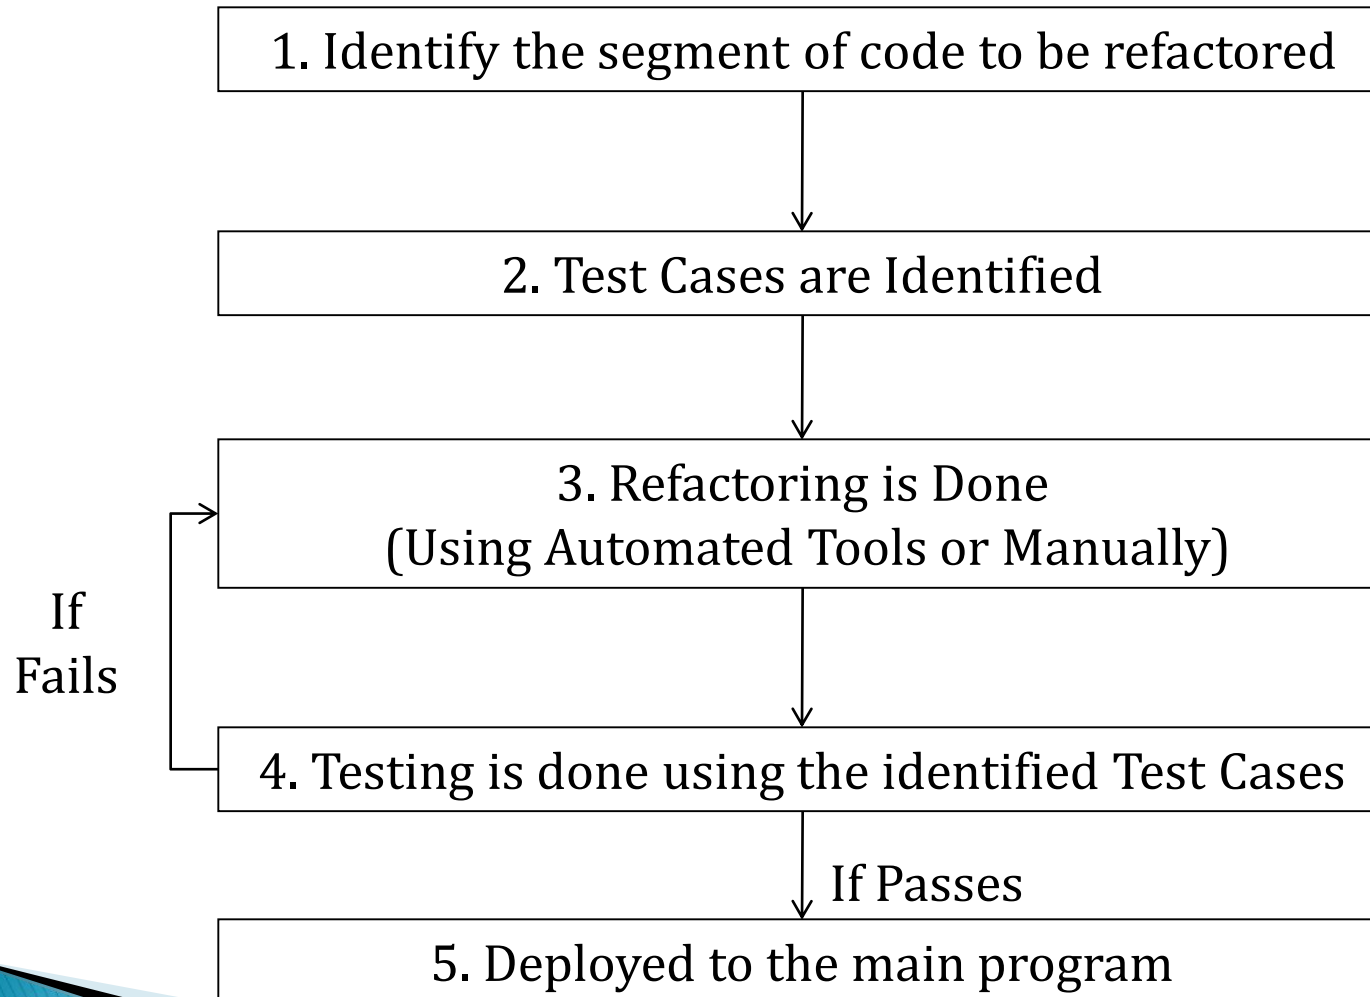 1. Identify the segment of code to be refactored
2. Test Cases are Identified
3. Refactoring is Done
(Using Automated Tools or Manually)
If
Fails
4. Testing is done using the identified Test Cases
If Passes
5. Deployed to the main program